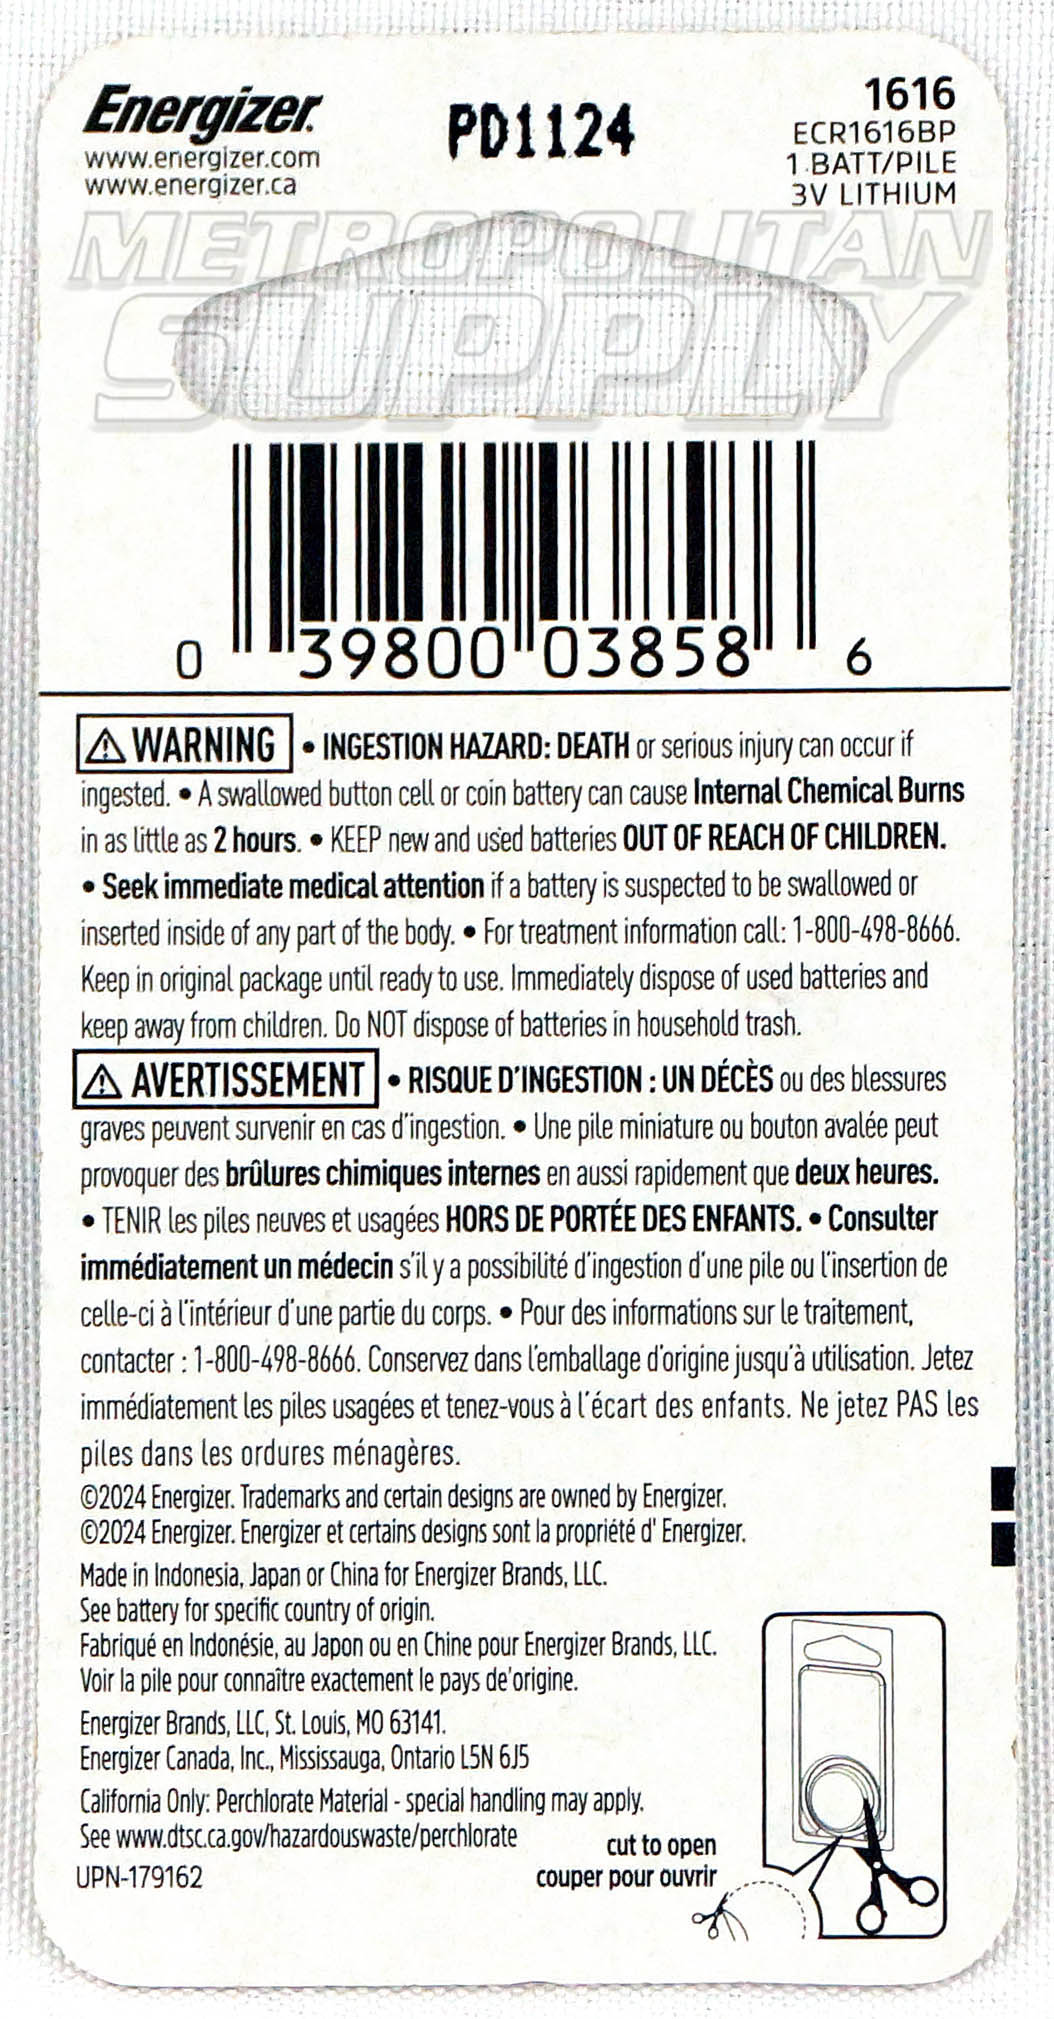 Energizer.
www.energizer.com
www.energizer.ca
PD1124
1616
ECR1616BP
1 BATT/PILE
3V LITHIUM
METROPOLITAN
SUPPLY
0 39800 03858 6
⚠ WARNING • INGESTION HAZARD: DEATH or serious injury can occur if
ingested. • A swallowed button cell or coin battery can cause Internal Chemical Burns
in as little as 2 hours. • KEEP new and used batteries OUT OF REACH OF CHILDREN.
• Seek immediate medical attention if a battery is suspected to be swallowed or
inserted inside of any part of the body. • For treatment information call: 1-800-498-8666.
Keep in original package until ready to use. Immediately dispose of used batteries and
keep away from children. Do NOT dispose of batteries in household trash.
⚠ AVERTISSEMENT • RISQUE D'INGESTION : UN DÉCÈS ou des blessures
graves peuvent survenir en cas d'ingestion. • Une pile miniature ou bouton avalée peut
provoquer des brûlures chimiques internes en aussi rapidement que deux heures.
• TENIR les piles neuves et usagées HORS DE PORTÉE DES ENFANTS. • Consulter
immédiatement un médecin s'il y a possibilité d'ingestion d'une pile ou l'insertion de
celle-ci à l'intérieur d'une partie du corps. • Pour des informations sur le traitement,
contacter : 1-800-498-8666. Conservez dans l'emballage d'origine jusqu'à utilisation. Jetez
immédiatement les piles usagées et tenez-vous à l'écart des enfants. Ne jetez PAS les
piles dans les ordures ménagères.
©2024 Energizer. Trademarks and certain designs are owned by Energizer.
©2024 Energizer. Energizer et certains designs sont la propriété d' Energizer.
Made in Indonesia, Japan or China for Energizer Brands, LLC.
See battery for specific country of origin.
Fabriqué en Indonésie, au Japon ou en Chine pour Energizer Brands, LLC.
Voir la pile pour connaître exactement le pays de'origine.
Energizer Brands, LLC, St. Louis, MO 63141.
Energizer Canada, Inc., Mississauga, Ontario L5N 6J5
California Only: Perchlorate Material - special handling may apply.
See www.dtsc.ca.gov/hazardouswaste/perchlorate
UPN-179162
cut to open
couper pour ouvrir